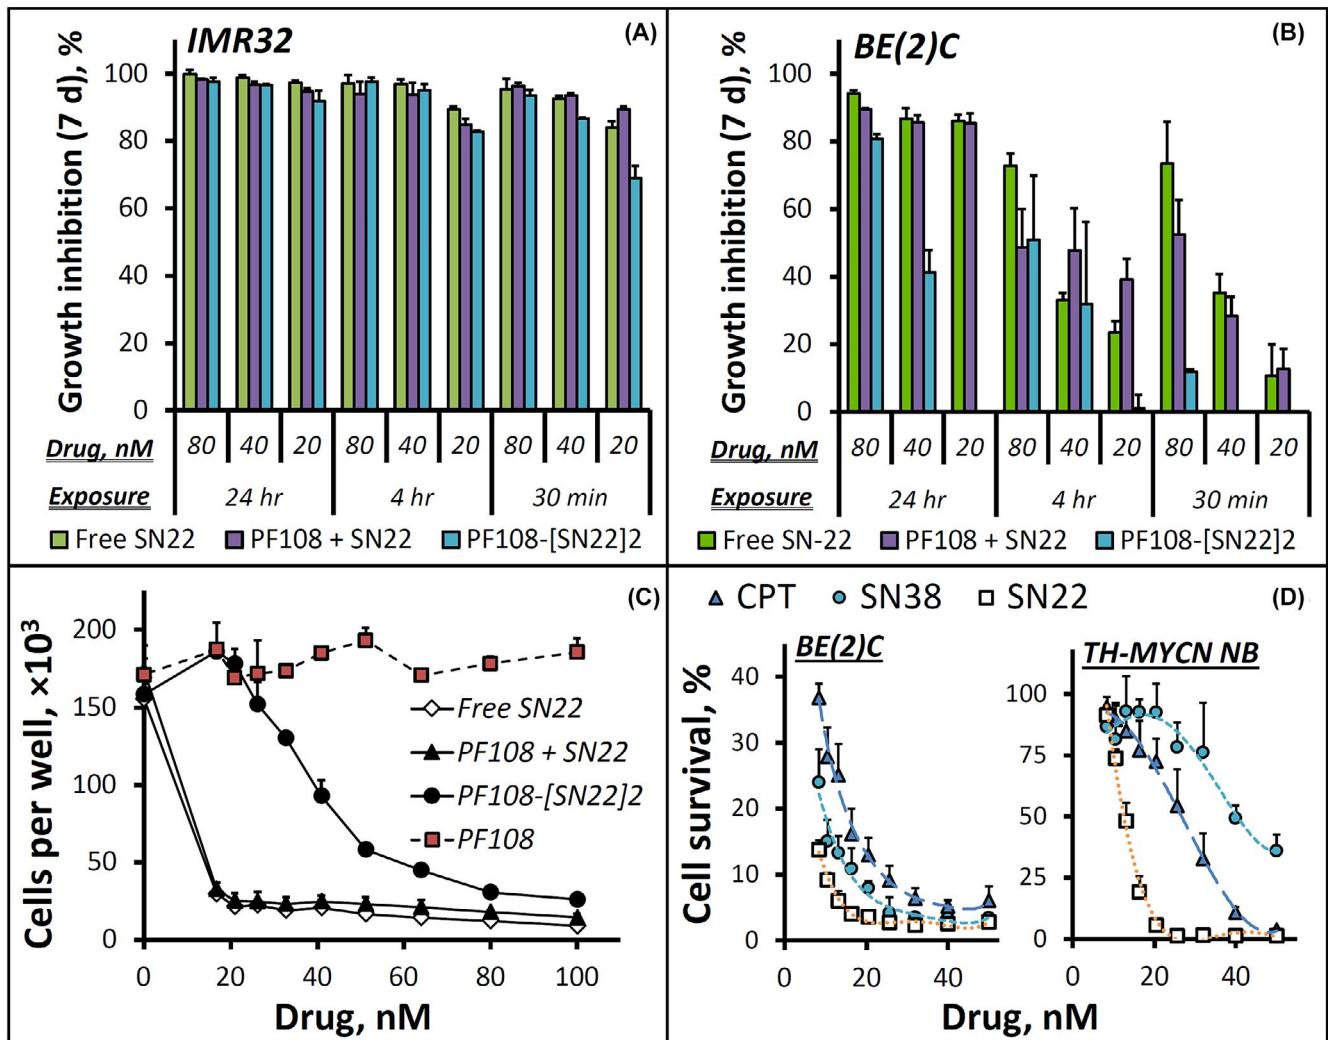 IMR32
(A)
Growth inhibition (7 d), %
100
80
60
40
20
0
Drug, nM 80 40 20 80 40 20 80 40 20
Exposure 24 hr 4 hr 30 min
Free SN22 PF108 + SN22 PF108-[SN22]2
BE(2)C
(B)
Growth inhibition (7 d), %
100
80
60
40
20
0
Drug, nM 80 40 20 80 40 20 80 40 20
Exposure 24 hr 4 hr 30 min
Free SN-22 PF108 + SN22 PF108-[SN22]2
(C)
Cells per well, ×10³
200
150
100
50
0
Free SN22
PF108 + SN22
PF108-[SN22]2
PF108
0 20 40 60 80 100
Drug, nM
CPT SN38 SN22 (D)
BE(2)C
Cell survival, %
40
30
20
10
0
0 20 40
TH-MYCN NB
100
75
50
25
0
0 20 40
Drug, nM